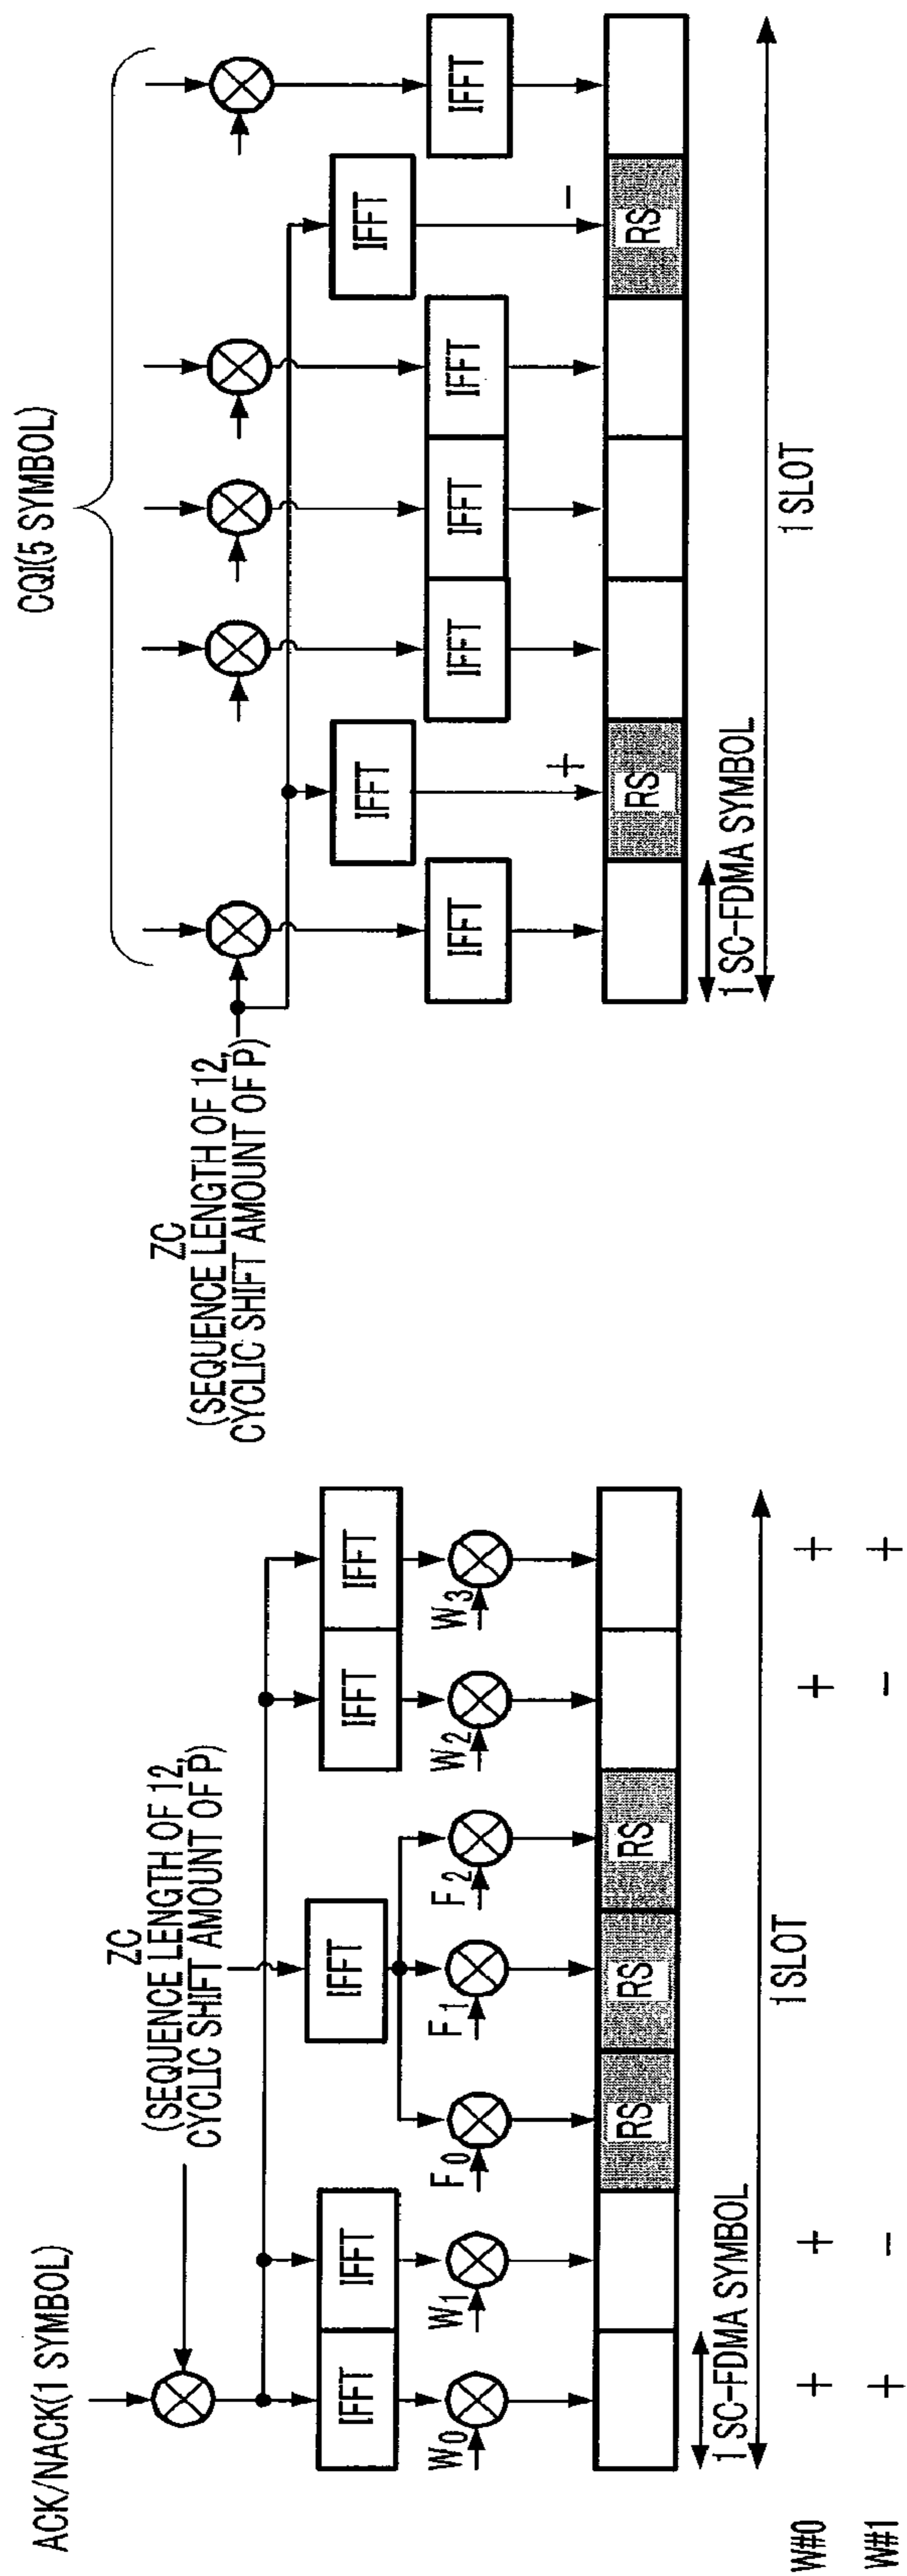 ACK/NACK(1 SYMBOL)
ZC
(SEQUENCE LENGTH OF 12,
CYCLIC SHIFT AMOUNT OF P)
IFFT
IFFT
IFFT
IFFT
IFFT
W0
W1
F0
F1
F2
W2
W3
RS
RS
RS
1 SC-FDMA SYMBOL
1SLOT
W#0 + + + +
W#1 + - - +
CQI(5 SYMBOL)
ZC
(SEQUENCE LENGTH OF 12,
CYCLIC SHIFT AMOUNT OF P)
IFFT
IFFT
IFFT
IFFT
IFFT
IFFT
IFFT
+
-
RS
RS
1 SC-FDMA SYMBOL
1 SLOT